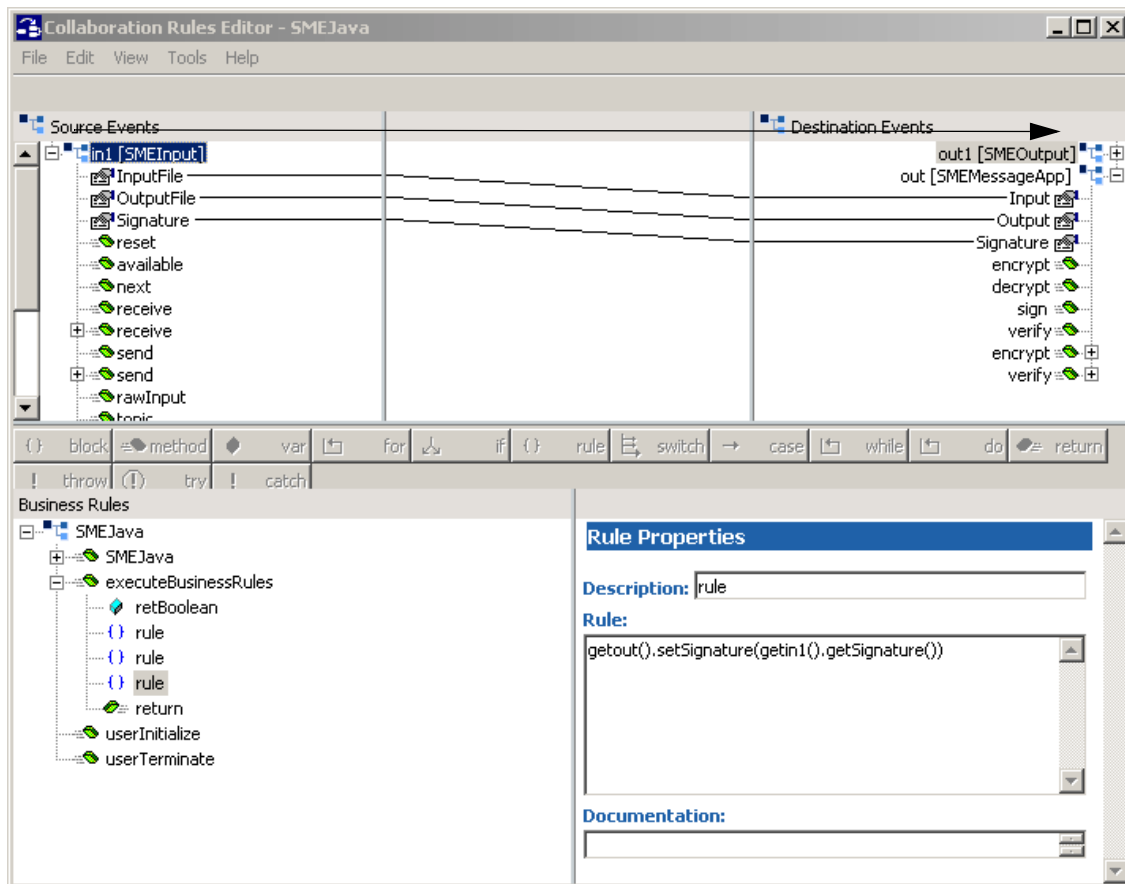 Collaboration Rules Editor - SMEJava
File Edit View Tools Help
Source Events
Destination Events
in1 [SMEInput]
out1 [SMEOutput]
InputFile
out [SMEMessageApp]
OutputFile
Input
Signature
Output
reset
Signature
available
encrypt
next
decrypt
receive
sign
receive
verify
send
encrypt
send
verify
rawInput
topic
{ } block method var for if { } rule switch case while do return
! throw (!) try ! catch
Business Rules
SMEJava
SMEJava
executeBusinessRules
retBoolean
{ } rule
{ } rule
{ } rule
return
userInitialize
userTerminate
Rule Properties
Description: rule
Rule:
getout().setSignature(getin1().getSignature())
Documentation: